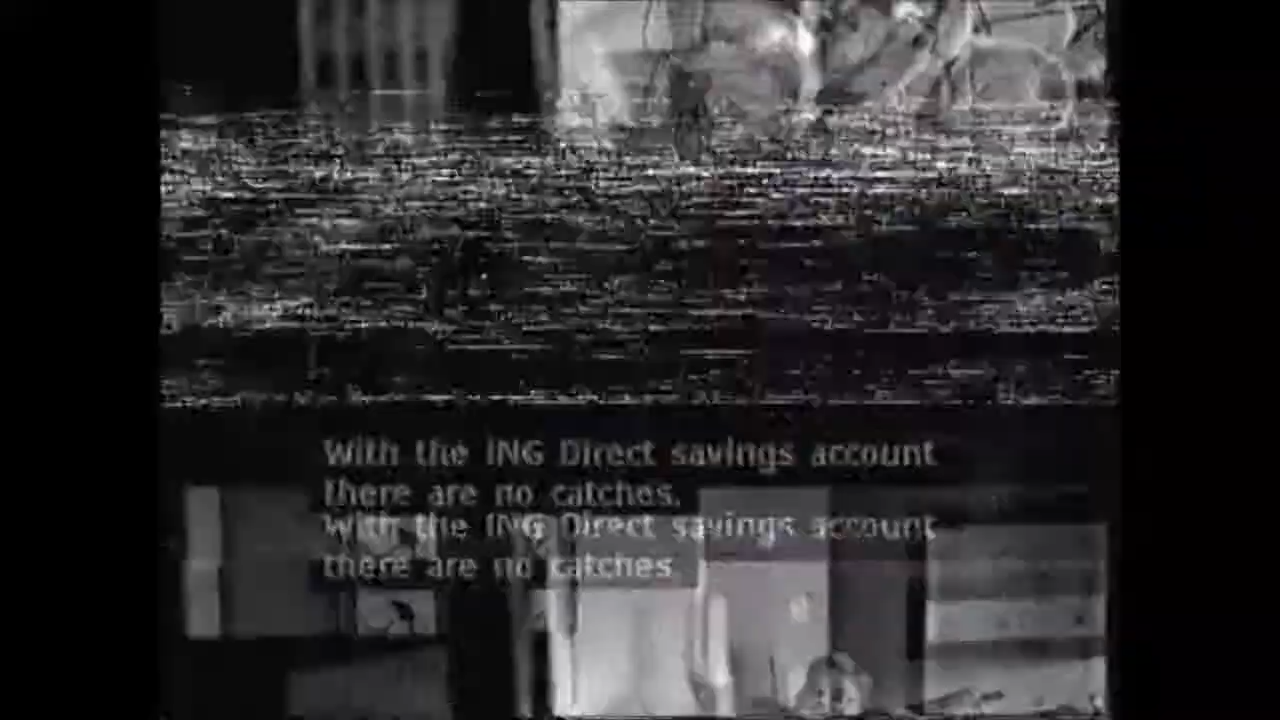 With the ING Direct savings account
there are no catches.
With the ING Direct savings account
there are no catches